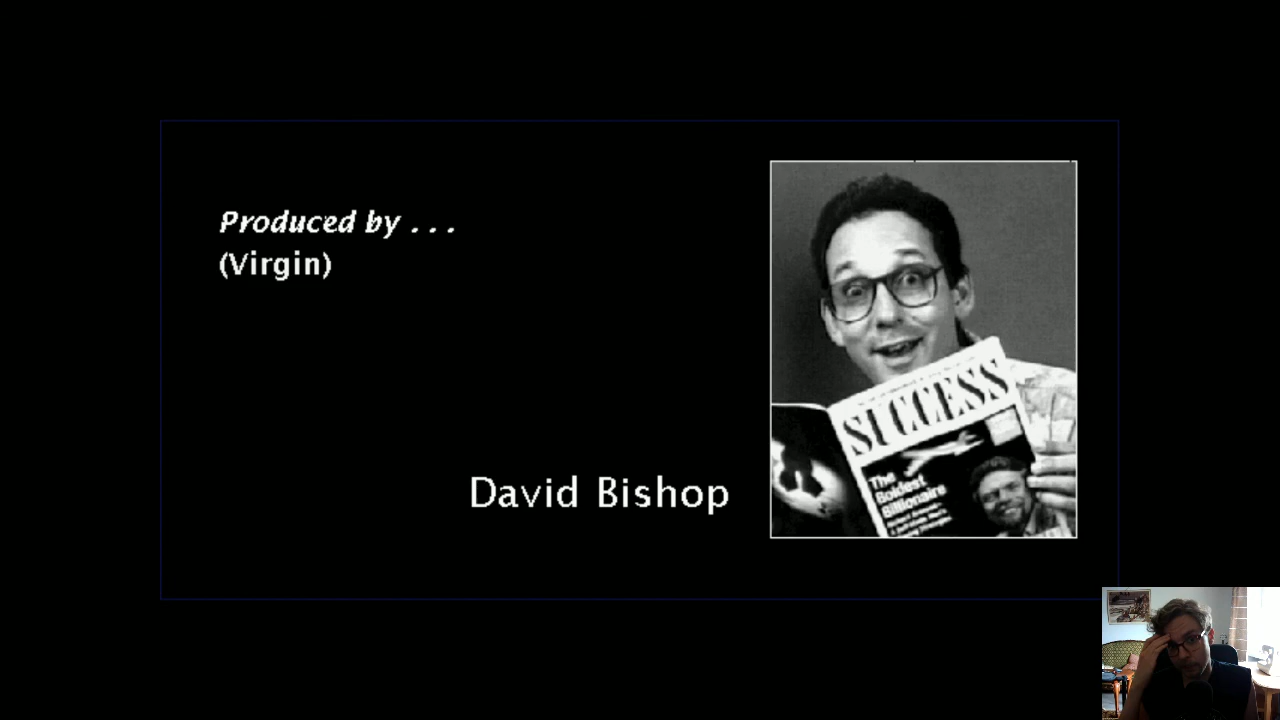 Produced by . . .
(Virgin)
David Bishop
SUCCESS
The
Boldest
Billionaire